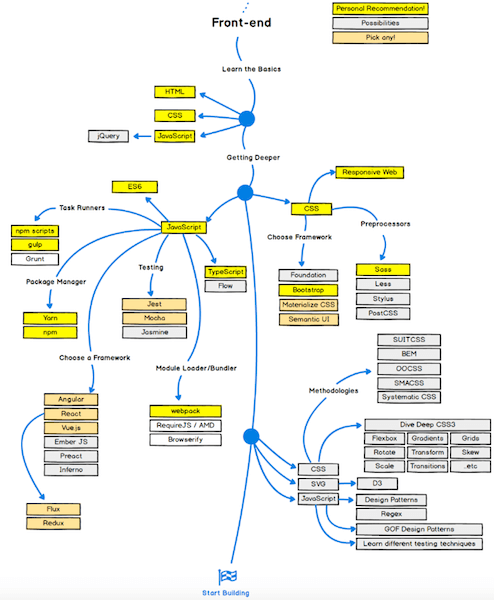 Front-end
Personal Recommendation!
Possibilities
Pick any!
Learn the Basics
HTML
CSS
jQuery
JavaScript
Getting Deeper
Responsive Web
ES6
CSS
Task Runners
JavaScript
npm scripts
gulp
Grunt
Choose Framework
Preprocessors
Testing
TypeScript
Flow
Foundation
Bootstrap
Materialize CSS
Semantic UI
Sass
Less
Stylus
PostCSS
Package Manager
Yarn
npm
Jest
Mocha
Jasmine
Choose a Framework
Module Loader/Bundler
Angular
React
Vue.js
Ember JS
Preact
Inferno
webpack
RequireJS / AMD
Browserify
Flux
Redux
SUITCSS
BEM
OOCSS
SMACSS
Systematic CSS
Methodologies
Dive Deep CSS3
Flexbox Gradients Grids
Rotate Transform Skew
Scale Transitions .etc
CSS
SVG
JavaScript
D3
Design Patterns
Regex
GOF Design Patterns
Learn different testing techniques
Start Building